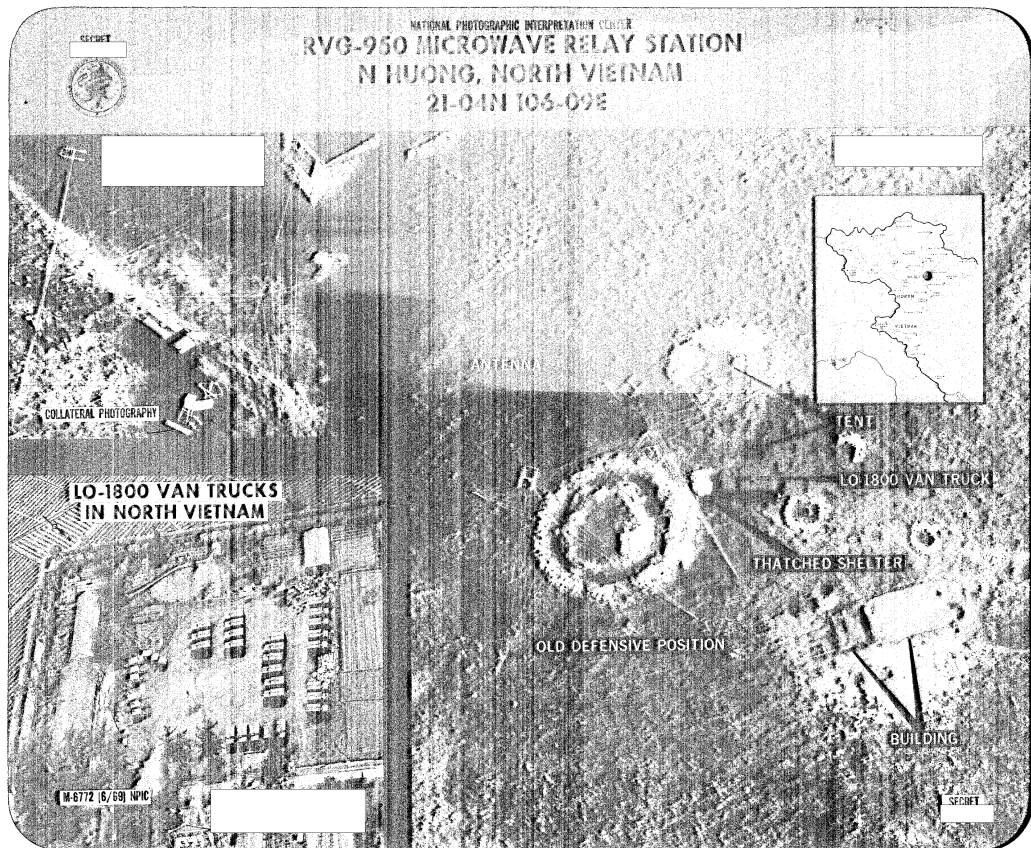 NATIONAL PHOTOGRAPHIC INTERPRETATION CENTER
SECRET
RVG-950 MICROWAVE RELAY STATION
N HUONG, NORTH VIETNAM
21-04N 106-09E
COLLATERAL PHOTOGRAPHY
ANTENNA
TENT
LO-1800 VAN TRUCK
THATCHED SHELTER
OLD DEFENSIVE POSITION
BUILDING
LO-1800 VAN TRUCKS
IN NORTH VIETNAM
M-6772 (6/69) NPIC
SECRET
NORTH
VIETNAM